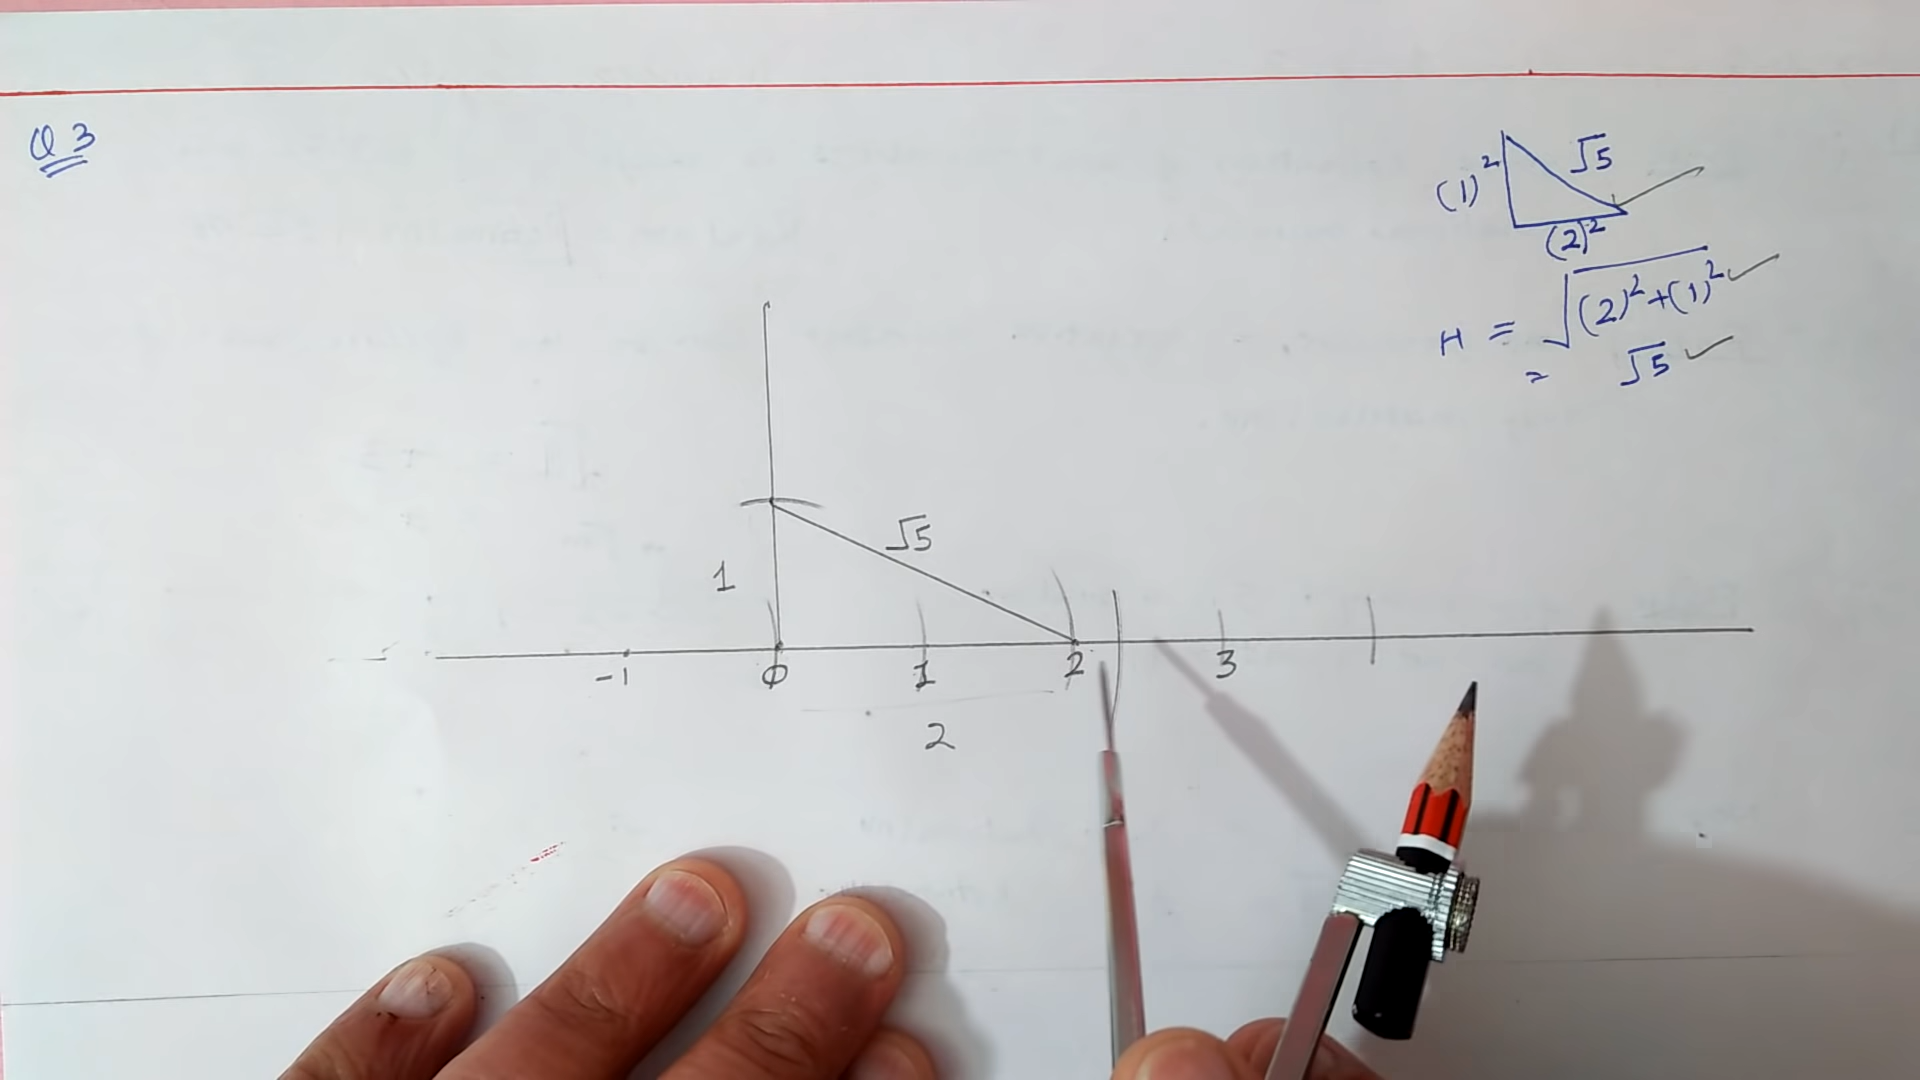 Q 3
√5
(1)²
(2)²
H = √(2)²+(1)²
= √5
√5
1
-1 0 1 2 3
2